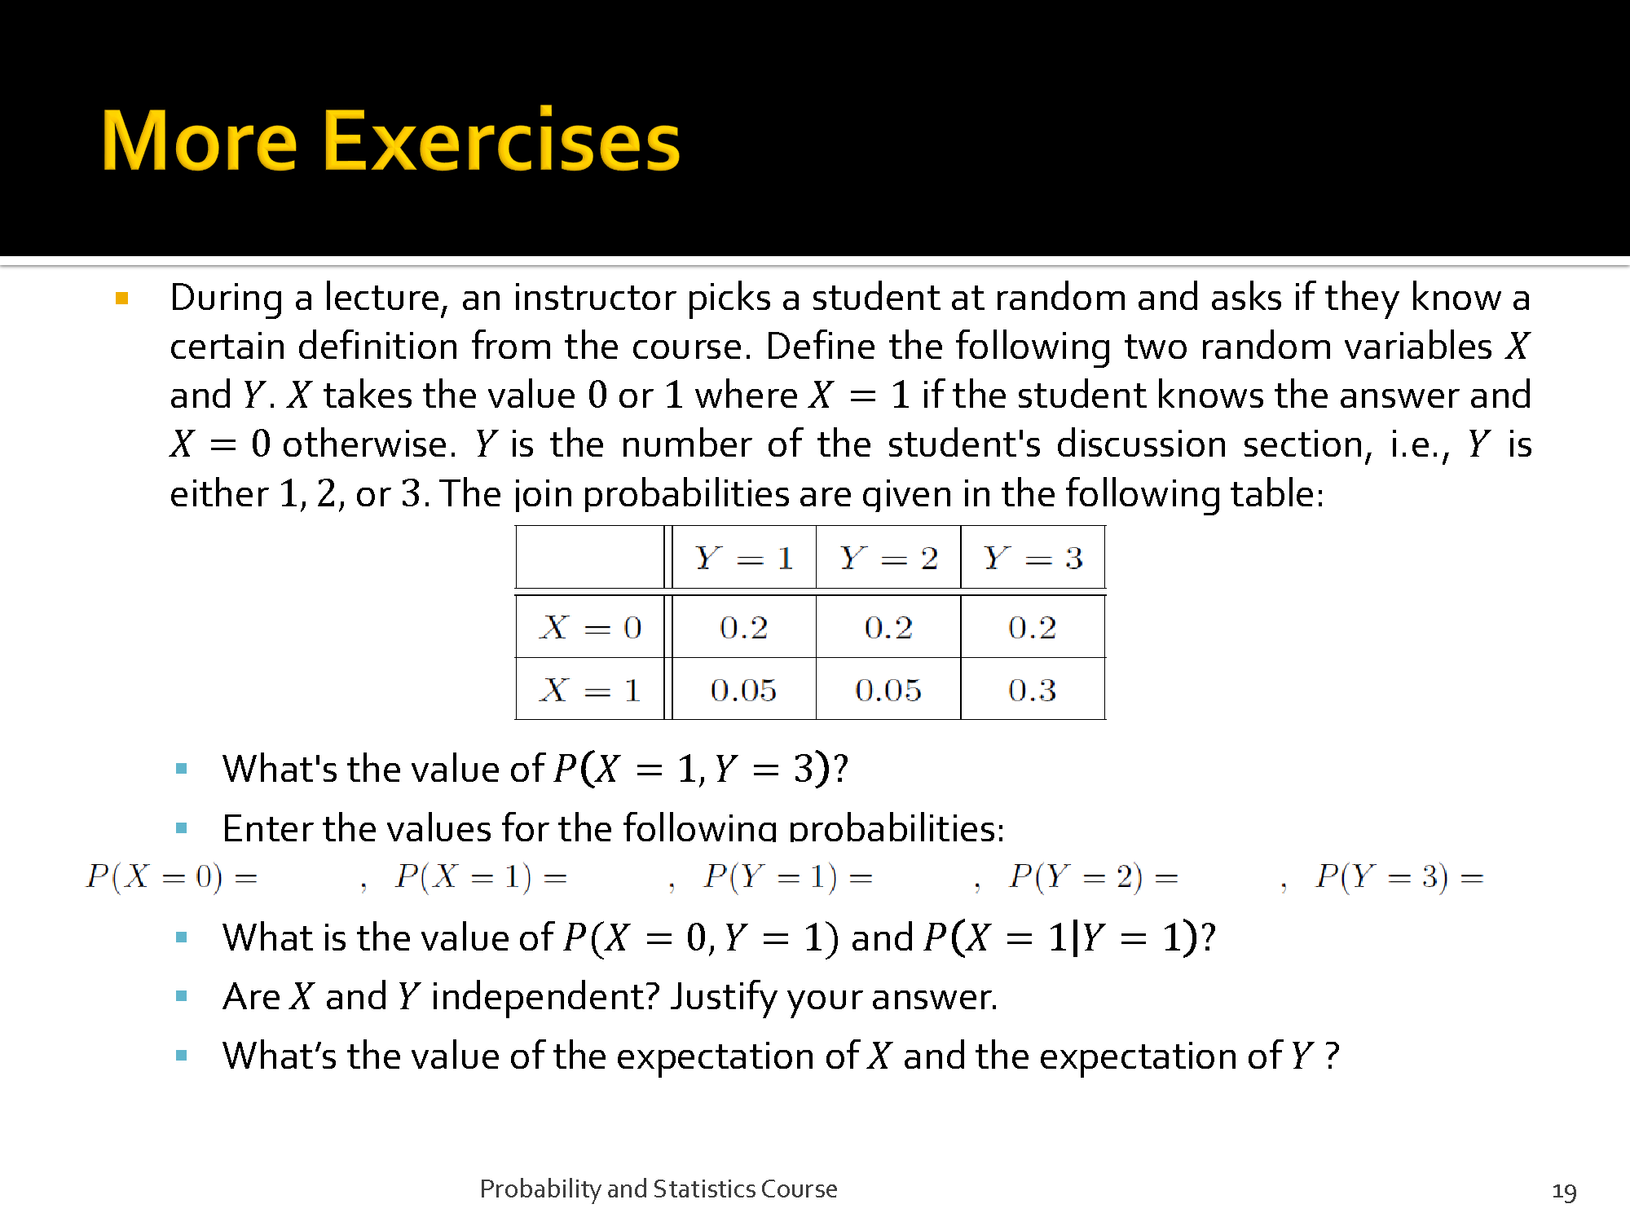 More Exercises
During a lecture, an instructor picks a student at random and asks if they know a
certain definition from the course. Define the following two random variables X
and Y. X takes the value 0 or 1 where X = 1 if the student knows the answer and
X = 0 otherwise. Y is the number of the student's discussion section, i.e., Y is
either 1, 2, or 3. The join probabilities are given in the following table:
Y = 1 Y = 2 Y = 3
X = 0 0.2 0.2 0.2
X = 1 0.05 0.05 0.3
What's the value of P(X = 1, Y = 3)?
Enter the values for the following probabilities:
P(X = 0) = , P(X = 1) = , P(Y = 1) = , P(Y = 2) = , P(Y = 3) =
What is the value of P(X = 0, Y = 1) and P(X = 1|Y = 1)?
Are X and Y independent? Justify your answer.
What’s the value of the expectation of X and the expectation of Y ?
Probability and Statistics Course 19